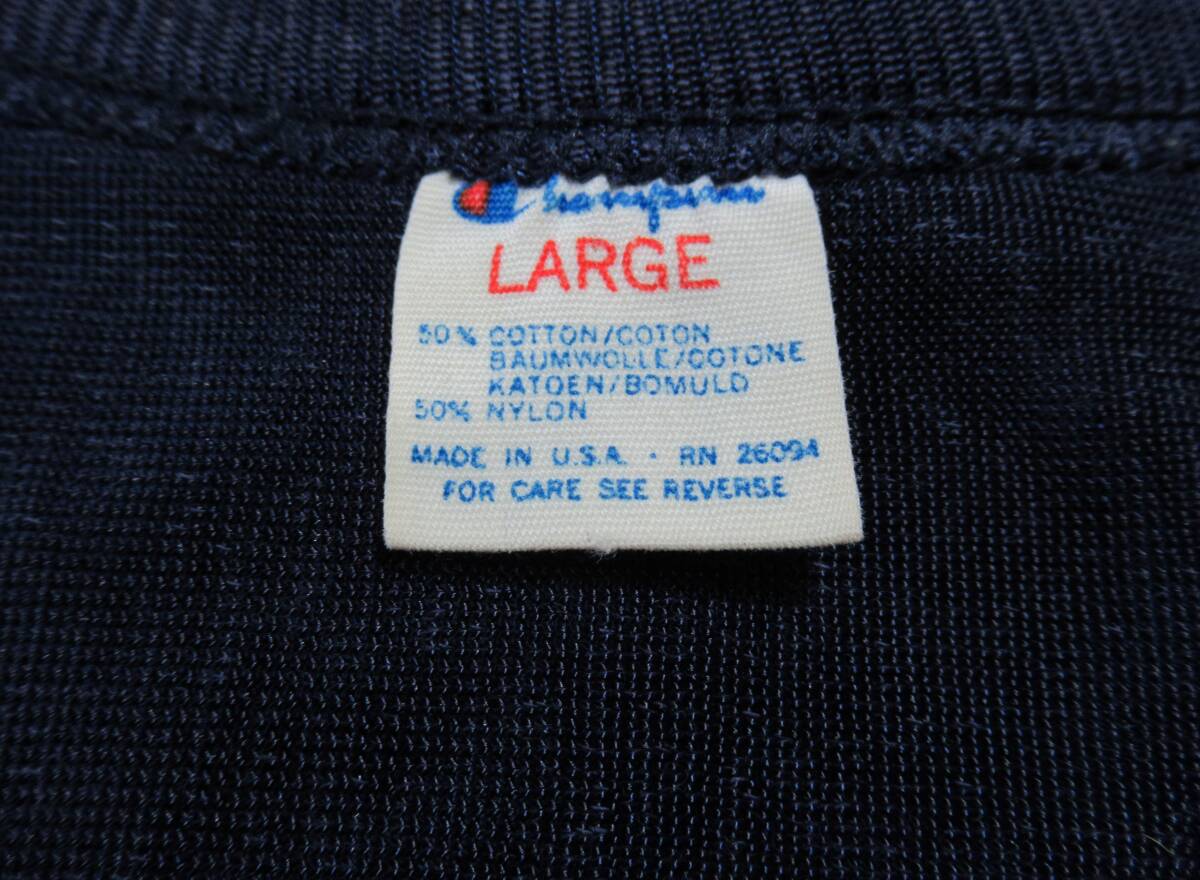 Champion
LARGE
50% COTTON/COTON
BAUMWOLLE/COTONE
KATOEN/BOMULD
50% NYLON
MADE IN U.S.A. · RN 26094
FOR CARE SEE REVERSE